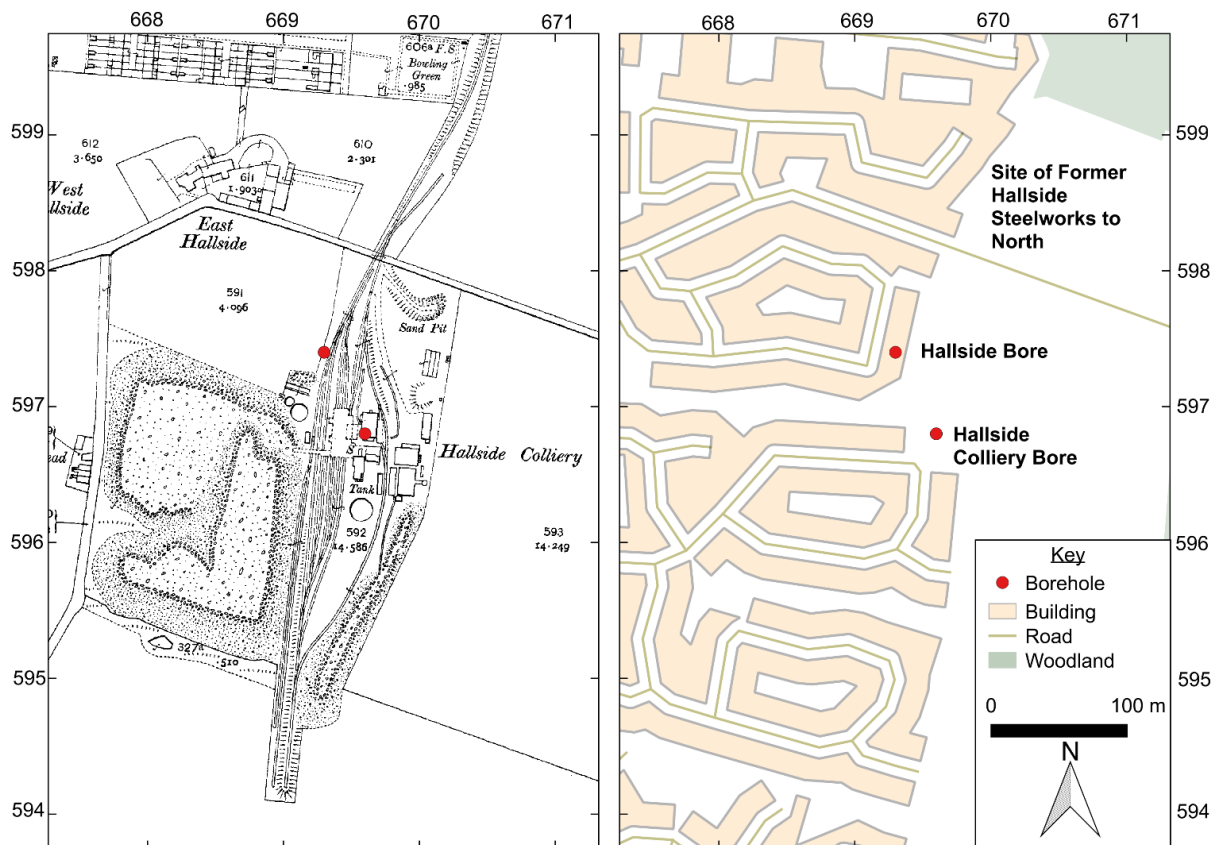 668
669
670
671
668
669
670
671
599
598
597
596
595
594
606ᵃ F.S
Bowling
Green
.985
612
3.650
610
2.301
611
1.903
West
llside
East
Hallside
591
4.096
Sand Pit
S
Hallside Colliery
ead
Tank
592
14.586
593
14.249
327ᵃ
.510
Site of Former
Hallside
Steelworks to
North
Hallside Bore
Hallside
Colliery Bore
Key
Borehole
Building
Road
Woodland
0 100 m
N
599
598
597
596
595
594